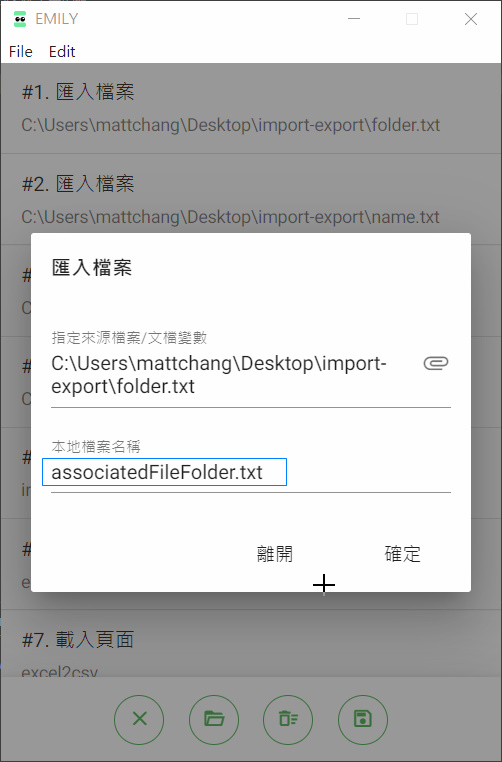 EMILY
File Edit
#1. 匯入檔案
C:\Users\mattchang\Desktop\import-export\folder.txt
#2. 匯入檔案
C:\Users\mattchang\Desktop\import-export\name.txt
匯入檔案
指定來源檔案/文檔變數
C:\Users\mattchang\Desktop\import-
export\folder.txt
本地檔案名稱
associatedFileFolder.txt
離開 確定
#7. 載入頁面
excel2csv